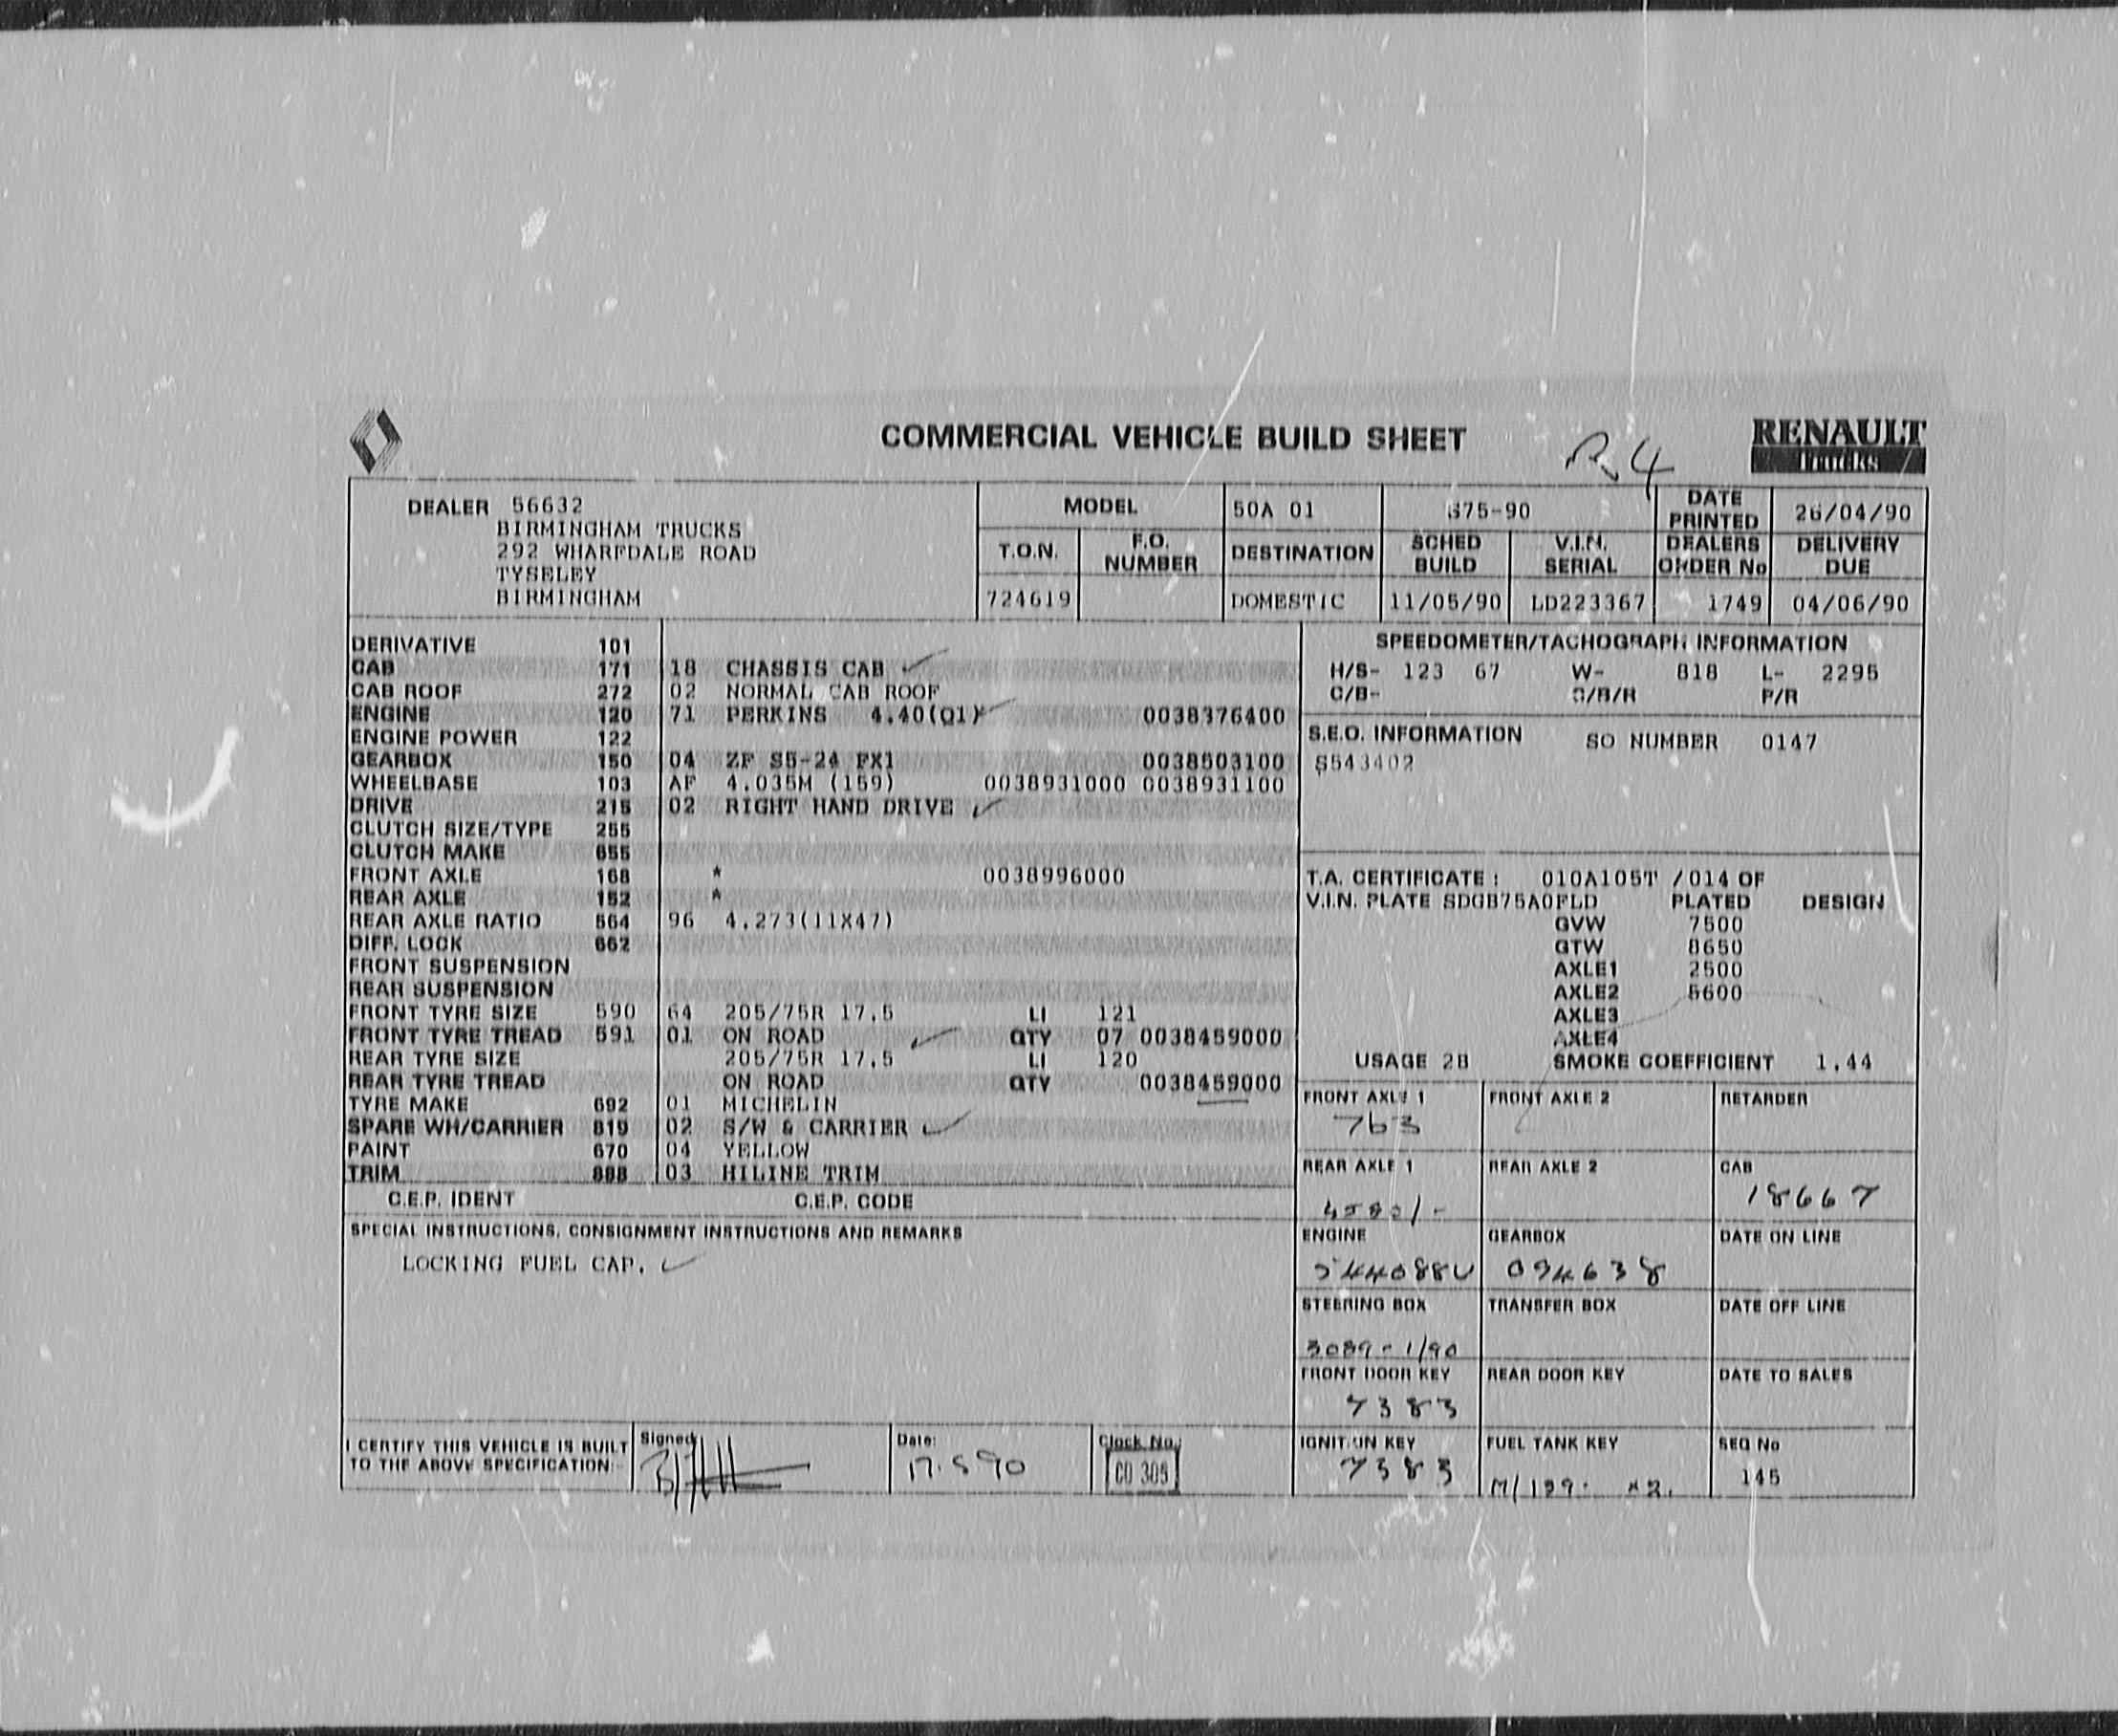 COMMERCIAL VEHICLE BUILD SHEET
R 4
RENAULT
Trucks
DEALER 56632
BIRMINGHAM TRUCKS
292 WHARFDALE ROAD
TYSELEY
BIRMINGHAM
MODEL 50A 01 S75-90 DATE PRINTED 26/04/90
T.O.N. F.O. NUMBER DESTINATION SCHED BUILD V.I.N. SERIAL DEALERS ORDER No DELIVERY DUE
724619 DOMESTIC 11/05/90 LD223367 1749 04/06/90
DERIVATIVE 101
CAB 171 18 CHASSIS CAB
CAB ROOF 272 02 NORMAL CAB ROOF
ENGINE 120 71 PERKINS 4.40(Q1) 0038376400
ENGINE POWER 122
GEARBOX 150 04 ZF S5-24 PX1 0038503100
WHEELBASE 103 AF 4.035M (159) 0038931000 0038931100
DRIVE 215 02 RIGHT HAND DRIVE
CLUTCH SIZE/TYPE 255
CLUTCH MAKE 655
FRONT AXLE 168 * 0038996000
REAR AXLE 152 *
REAR AXLE RATIO 564 96 4.273(11X47)
DIFF. LOCK 662
FRONT SUSPENSION
REAR SUSPENSION
FRONT TYRE SIZE 590 64 205/75R 17.5 LI 121
FRONT TYRE TREAD 591 01 ON ROAD QTY 07 0038459000
REAR TYRE SIZE 205/75R 17.5 LI 120
REAR TYRE TREAD ON ROAD QTY 0038459000
TYRE MAKE 692 01 MICHELIN
SPARE WH/CARRIER 819 02 S/W & CARRIER
PAINT 670 04 YELLOW
TRIM 898 03 HILINE TRIM
C.E.P. IDENT C.E.P. CODE
SPECIAL INSTRUCTIONS, CONSIGNMENT INSTRUCTIONS AND REMARKS
LOCKING FUEL CAP.
SPEEDOMETER/TACHOGRAPH INFORMATION
H/S- 123 67 W- 818 L- 2295
C/B- C/B/R P/R
S.E.O. INFORMATION SO NUMBER 0147
S543402
T.A. CERTIFICATE: 010A105T /014 OF
V.I.N. PLATE SDGB75A0FLD PLATED DESIGN
GVW 7500
GTW 8650
AXLE1 2500
AXLE2 5600
AXLE3
AXLE4
USAGE 2B SMOKE COEFFICIENT 1.44
FRONT AXLE 1 FRONT AXLE 2 RETARDER
763
REAR AXLE 1 REAR AXLE 2 CAB
18667
ENGINE GEARBOX DATE ON LINE
094638
STEERING BOX TRANSFER BOX DATE OFF LINE
3089-1/90
FRONT DOOR KEY REAR DOOR KEY DATE TO SALES
7383
IGNITION KEY FUEL TANK KEY SEQ No
7383 M/199. x2. 145
I CERTIFY THIS VEHICLE IS BUILT
TO THE ABOVE SPECIFICATION:-
Signed
Date: 17.5 90
Clock No.: CO 305